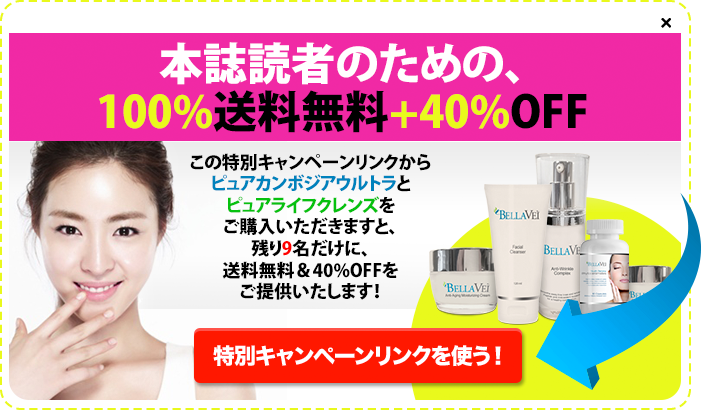 ×
本誌読者のための、
100%送料無料+40%OFF
この特別キャンペーンリンクから
ピュアカンボジアウルトラと
ピュアライフクレンズを
ご購入いただきますと、
残り9名だけに、
送料無料＆40%OFFを
ご提供いたします！
BELLAVEI
Facial
Cleanser
BELLAVEI
Anti-Wrinkle
Complex
BELLAVEI
BELLAVEI
Anti Aging Moisturizing Cream
特別キャンペーンリンクを使う！